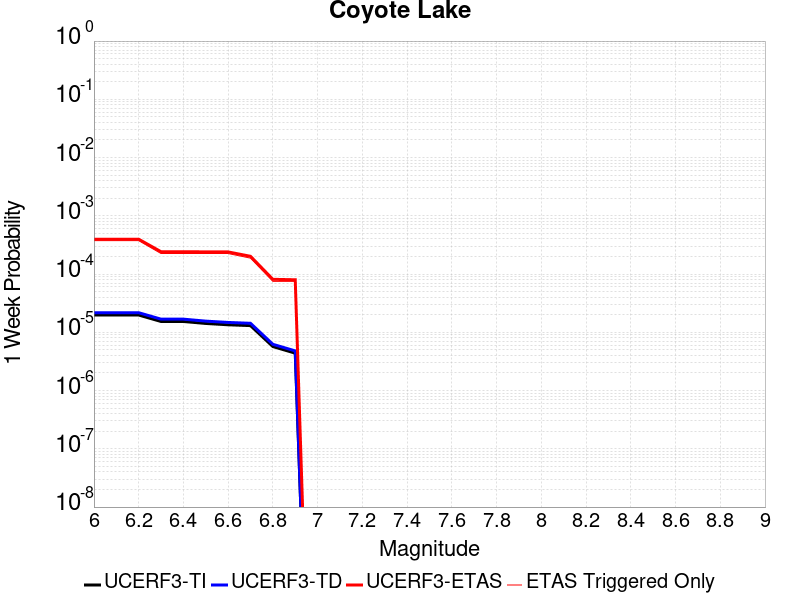 Coyote Lake
10 0
10 -1
10 -2
10 -3
10 -4
10 -5
10 -6
10 -7
10 -8
1 Week Probability
6 6.2 6.4 6.6 6.8 7 7.2 7.4 7.6 7.8 8 8.2 8.4 8.6 8.8 9
Magnitude
UCERF3-TI UCERF3-TD UCERF3-ETAS ETAS Triggered Only